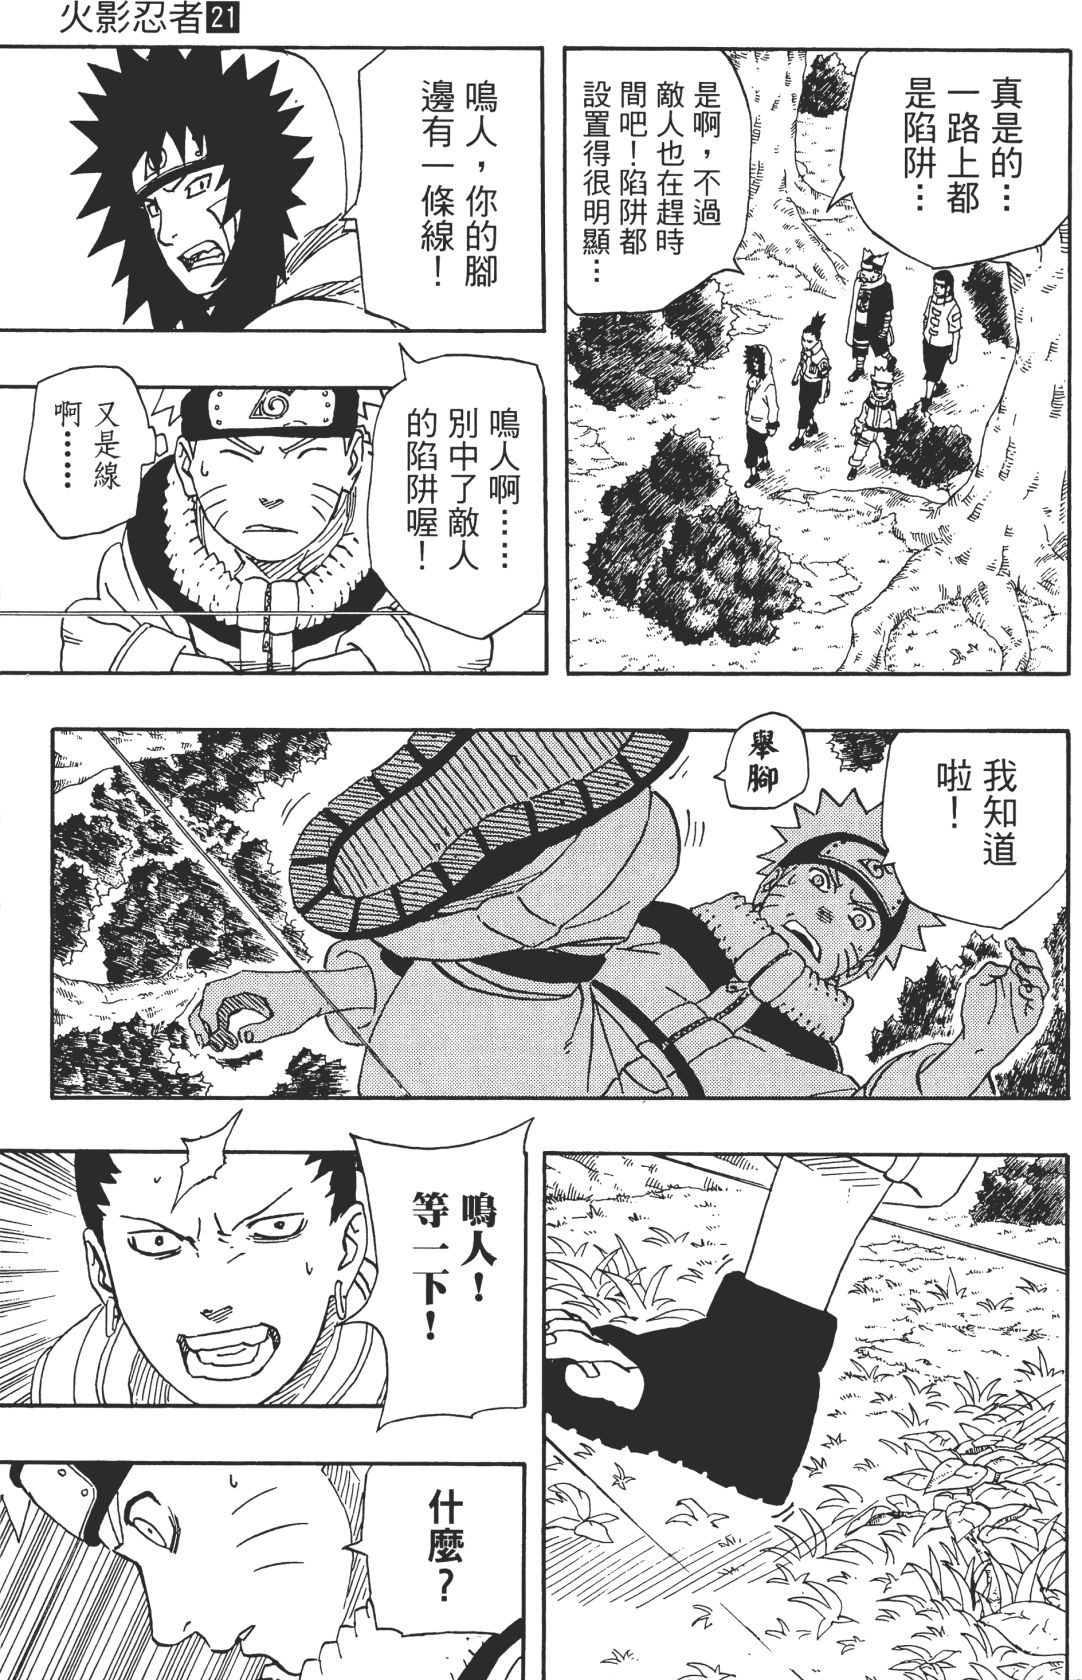 火影忍者21
真是的…
一路上都
是陷阱…
是啊，不過
敵人也在趕時
間吧！陷阱都
設置得很明顯…
鳴人，你的腳
邊有一條線！
鳴人啊……
別中了敵人
的陷阱喔！
又是線
啊……
我知道
啦！
舉腳
鳴人！
等一下！
什麼？